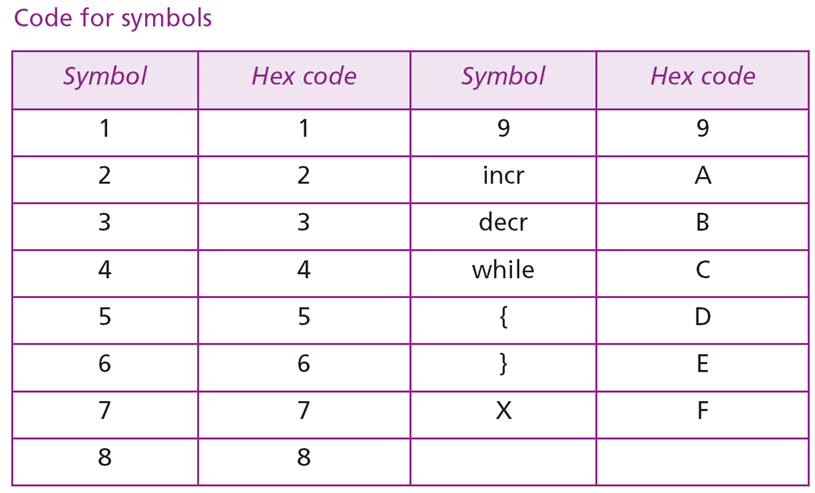 Code for symbols
Symbol Hex code Symbol Hex code
1 1 9 9
2 2 incr A
3 3 decr B
4 4 while C
5 5 { D
6 6 } E
7 7 X F
8 8